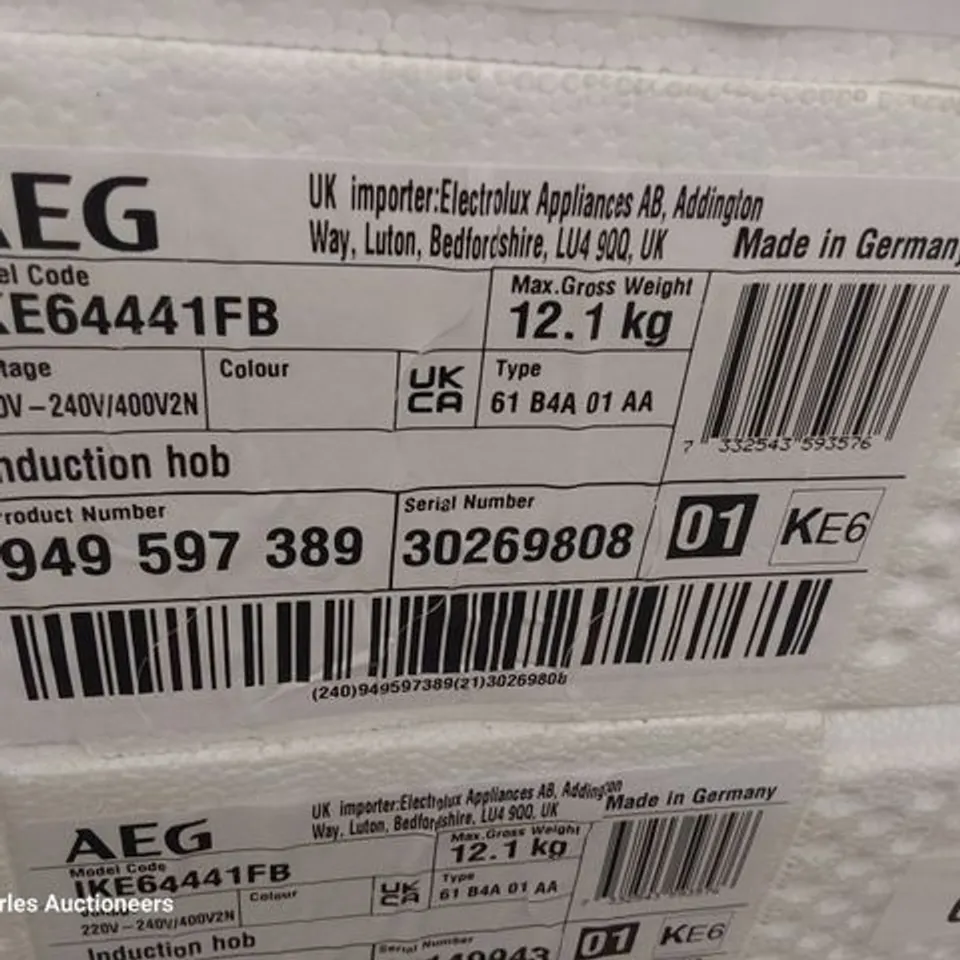 AEG
UK importer:Electrolux Appliances AB, Addington
Way, Luton, Bedfordshire, LU4 9QQ, UK
Made in Germany
el Code
KE64441FB
Max.Gross Weight
12.1 kg
tage
0V-240V/400V2N
Colour
UK
CA
Type
61 B4A 01 AA
7 332543 593576
nduction hob
Product Number
949 597 389
Serial Number
30269808
01
KE6
(240)949597389(21)30269808
AEG
UK importer:Electrolux Appliances AB, Addington
Way, Luton, Bedfordshire, LU4 9QQ, UK
Made in Germany
Model Code
IKE64441FB
Max.Gross Weight
12.1 kg
220V-240V/400V2N
Colour
UK
CA
Type
61 B4A 01 AA
Induction hob
Serial Number
01
KE6
rles Auctioneers